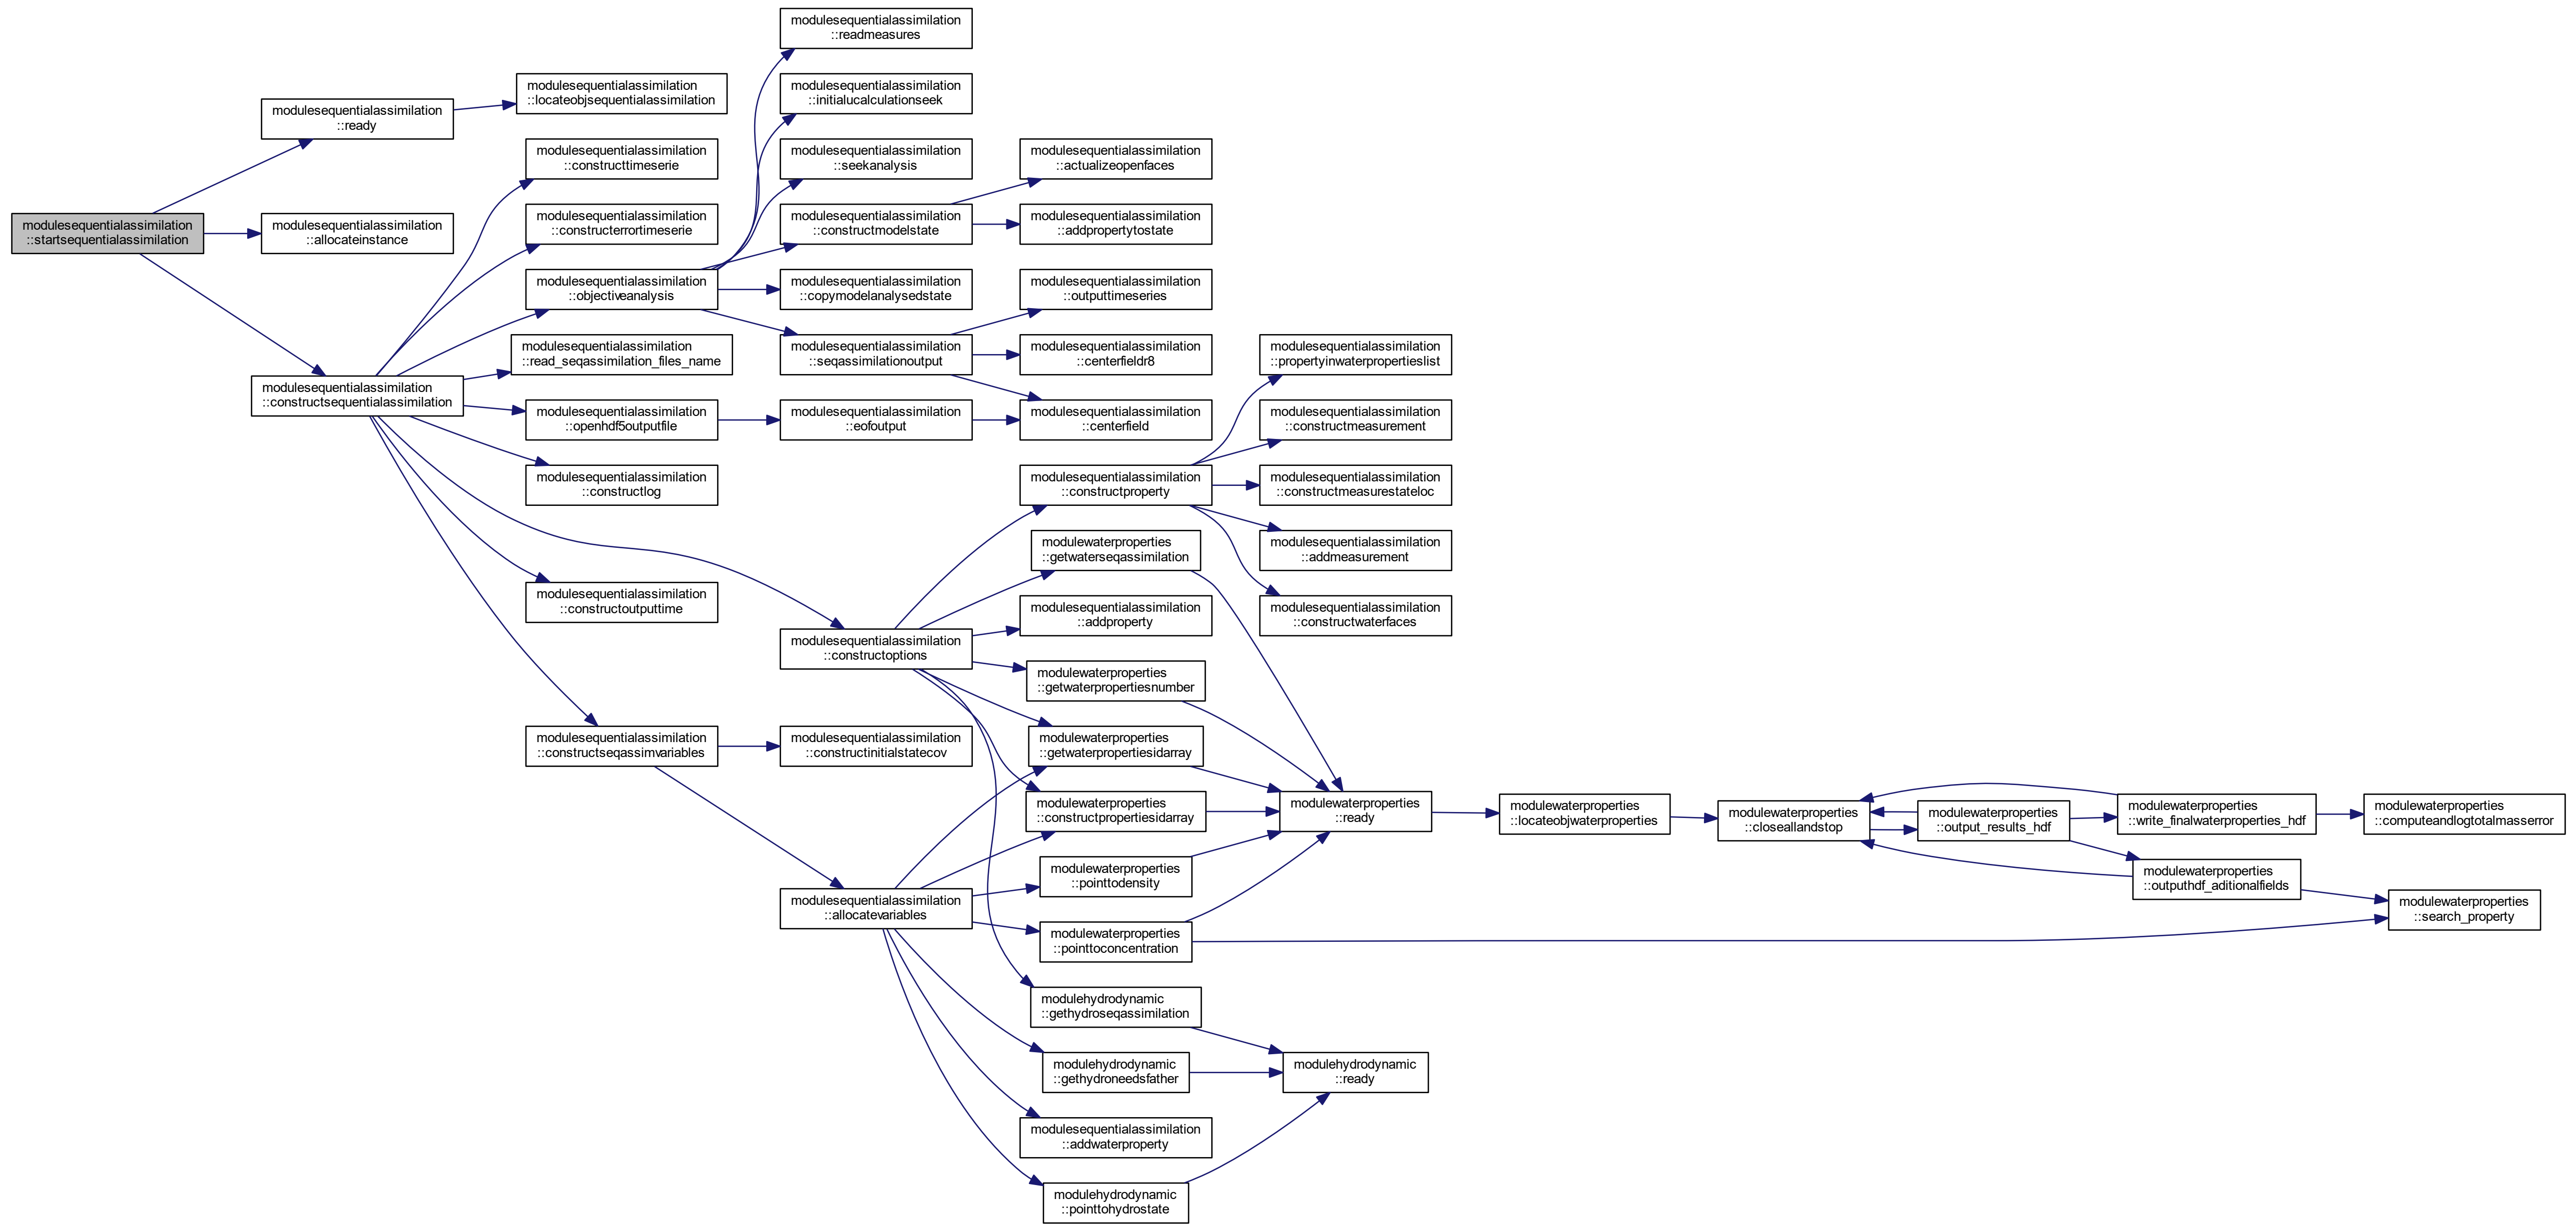 modulesequentialassimilation
::startsequentialassimilation
modulesequentialassimilation
::ready
modulesequentialassimilation
::allocateinstance
modulesequentialassimilation
::constructsequentialassimilation
modulesequentialassimilation
::locateobjsequentialassimilation
modulesequentialassimilation
::constructtimeserie
modulesequentialassimilation
::constructerrortimeserie
modulesequentialassimilation
::objectiveanalysis
modulesequentialassimilation
::read_seqassimilation_files_name
modulesequentialassimilation
::openhdf5outputfile
modulesequentialassimilation
::constructlog
modulesequentialassimilation
::constructoutputtime
modulesequentialassimilation
::constructseqassimvariables
modulesequentialassimilation
::readmeasures
modulesequentialassimilation
::initialucalculationseek
modulesequentialassimilation
::seekanalysis
modulesequentialassimilation
::constructmodelstate
modulesequentialassimilation
::copymodelanalysedstate
modulesequentialassimilation
::seqassimilationoutput
modulesequentialassimilation
::eofoutput
modulesequentialassimilation
::constructoptions
modulesequentialassimilation
::constructinitialstatecov
modulesequentialassimilation
::allocatevariables
modulesequentialassimilation
::actualizeopenfaces
modulesequentialassimilation
::addpropertytostate
modulesequentialassimilation
::outputtimeseries
modulesequentialassimilation
::centerfieldr8
modulesequentialassimilation
::centerfield
modulesequentialassimilation
::constructproperty
modulewaterproperties
::getwaterseqassimilation
modulesequentialassimilation
::addproperty
modulewaterproperties
::getwaterpropertiesnumber
modulewaterproperties
::getwaterpropertiesidarray
modulewaterproperties
::constructpropertiesidarray
modulewaterproperties
::pointtodensity
modulewaterproperties
::pointtoconcentration
modulehydrodynamic
::gethydroseqassimilation
modulehydrodynamic
::gethydroneedsfather
modulesequentialassimilation
::addwaterproperty
modulehydrodynamic
::pointtohydrostate
modulesequentialassimilation
::propertyinwaterpropertieslist
modulesequentialassimilation
::constructmeasurement
modulesequentialassimilation
::constructmeasurestateloc
modulesequentialassimilation
::addmeasurement
modulesequentialassimilation
::constructwaterfaces
modulewaterproperties
::ready
modulehydrodynamic
::ready
modulewaterproperties
::locateobjwaterproperties
modulewaterproperties
::closeallandstop
modulewaterproperties
::output_results_hdf
modulewaterproperties
::write_finalwaterproperties_hdf
modulewaterproperties
::outputhdf_aditionalfields
modulewaterproperties
::computeandlogtotalmasserror
modulewaterproperties
::search_property